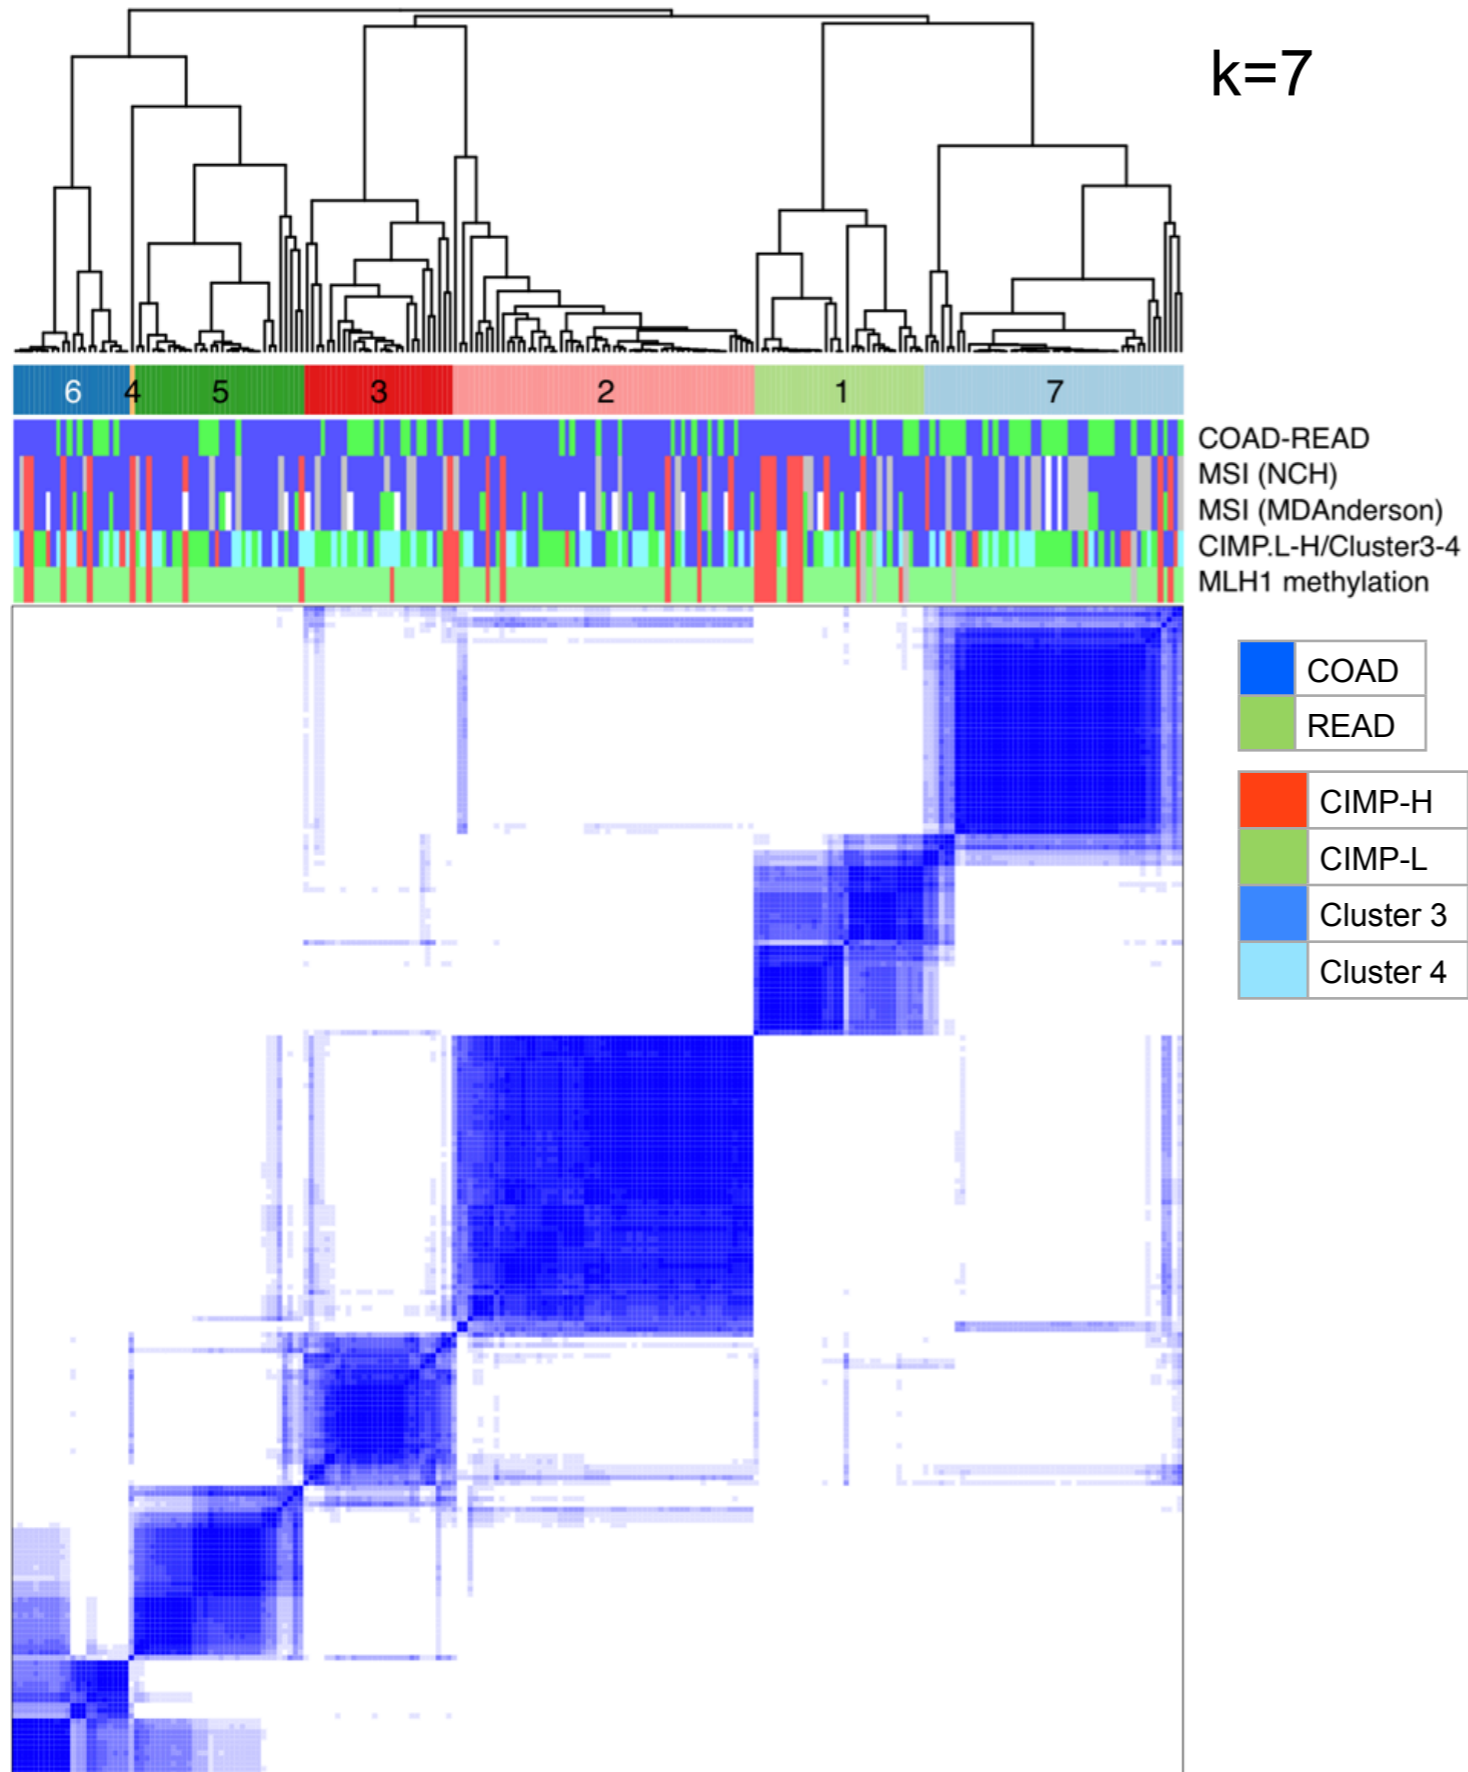 k=7
6 4 5 3 2 1 7
COAD-READ
MSI (NCH)
MSI (MDAnderson)
CIMP.L-H/Cluster3-4
MLH1 methylation
COAD
READ
CIMP-H
CIMP-L
Cluster 3
Cluster 4